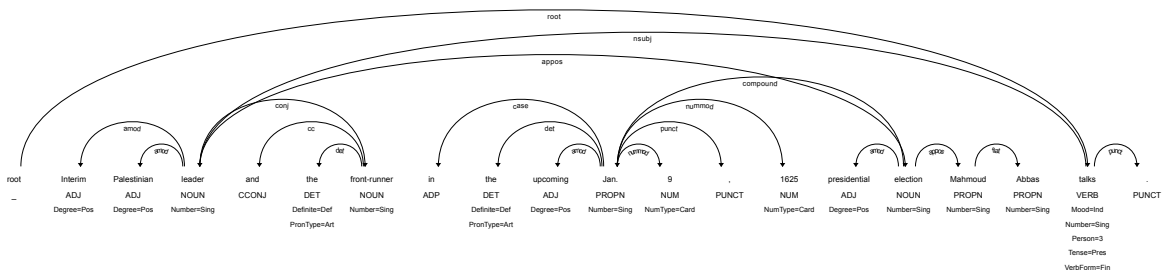 root
nsubj
appos
compound
conj case nummod
amod cc det punct
amod det amod nummod amod appos flat punct
root Interim Palestinian leader and the front-runner in the upcoming Jan. 9 , 1625 presidential election Mahmoud Abbas talks .
_ ADJ ADJ NOUN CCONJ DET NOUN ADP DET ADJ PROPN NUM PUNCT NUM ADJ NOUN PROPN PROPN VERB PUNCT
Degree=Pos Degree=Pos Number=Sing Definite=Def Number=Sing Definite=Def Degree=Pos Number=Sing NumType=Card NumType=Card Degree=Pos Number=Sing Number=Sing Number=Sing Mood=Ind
PronType=Art PronType=Art Number=Sing
Person=3
Tense=Pres
VerbForm=Fin